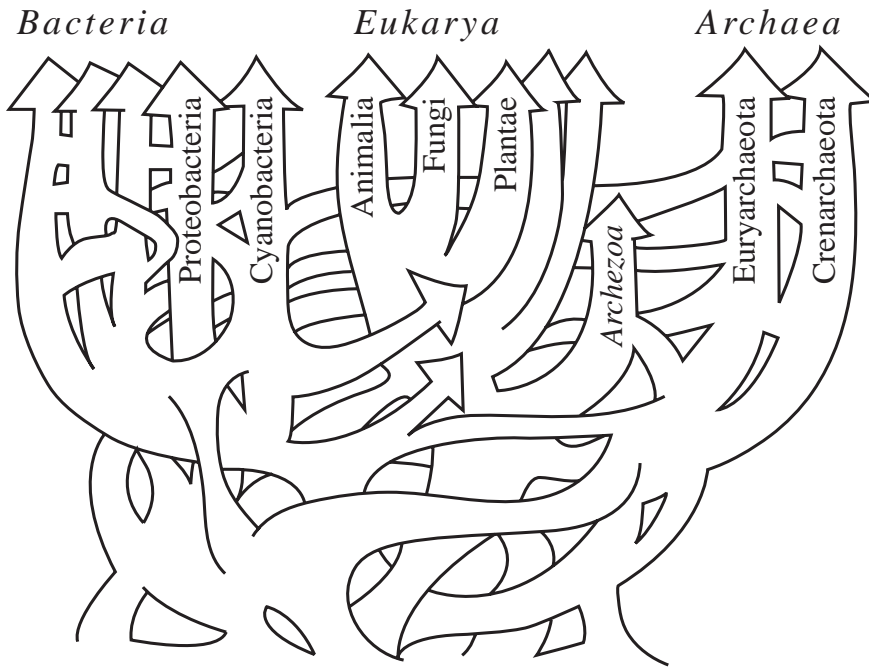 Bacteria
Eukarya
Archaea
Proteobacteria
Cyanobacteria
Animalia
Fungi
Plantae
Archezoa
Euryarchaeota
Crenarchaeota